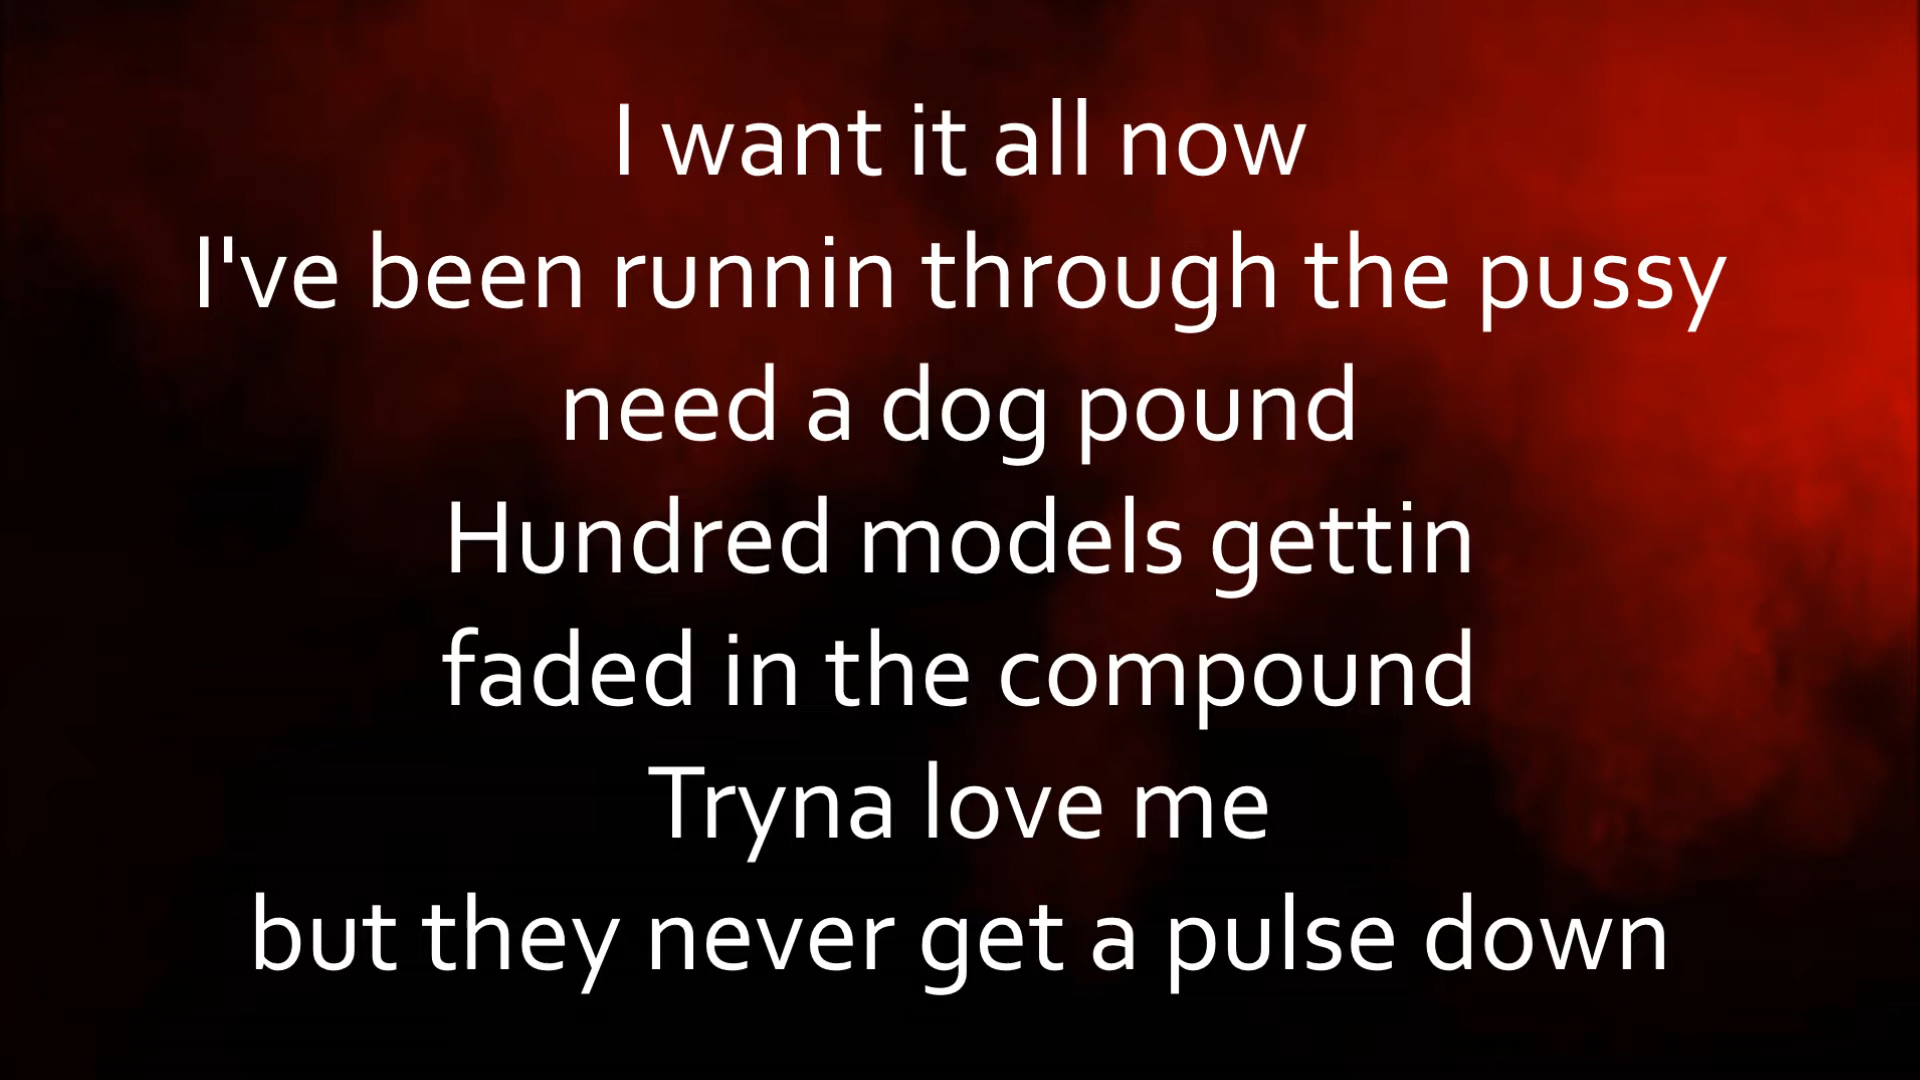 I want it all now
I've been runnin through the pussy
need a dog pound
Hundred models gettin
faded in the compound
Tryna love me
but they never get a pulse down